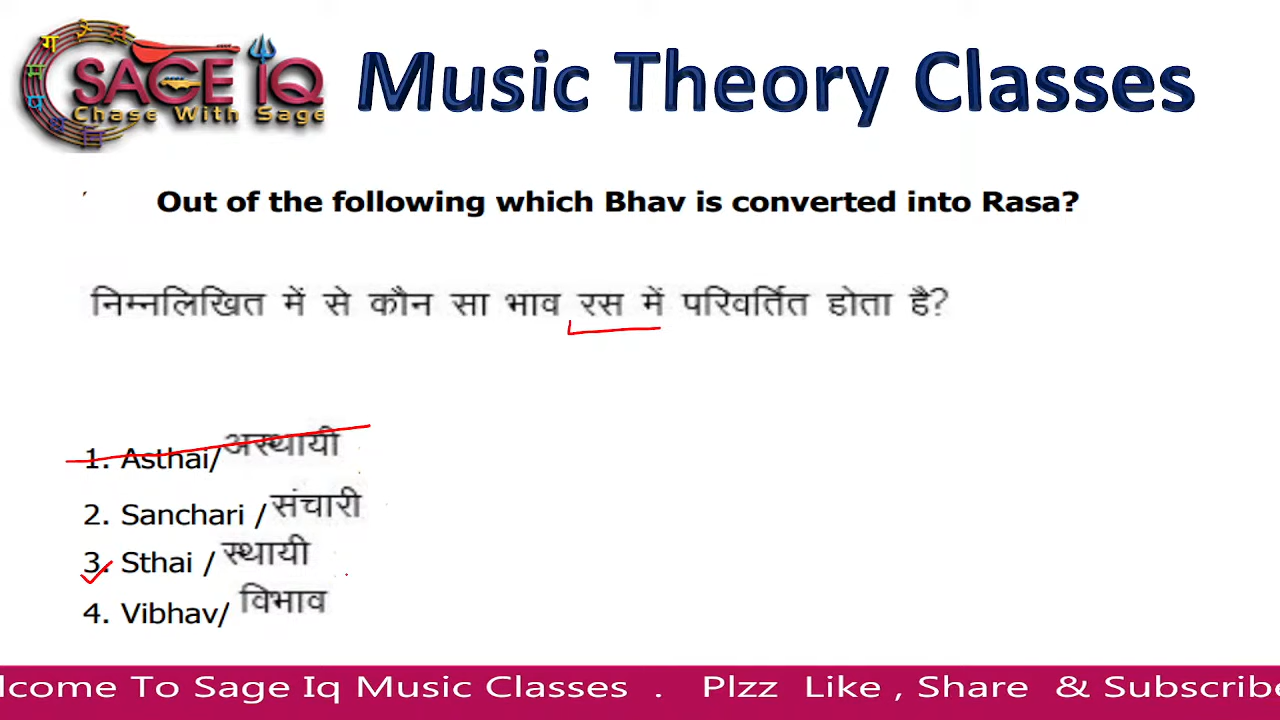 ग रे स
म
प
SAGE IQ
Chase With Sage
Music Theory Classes
Out of the following which Bhav is converted into Rasa?
निम्नलिखित में से कौन सा भाव रस में परिवर्तित होता है?
1. Asthai/अस्थायी
2. Sanchari /संचारी
3. Sthai /स्थायी
4. Vibhav/ विभाव
lcome To Sage Iq Music Classes . Plzz Like , Share & Subscribe